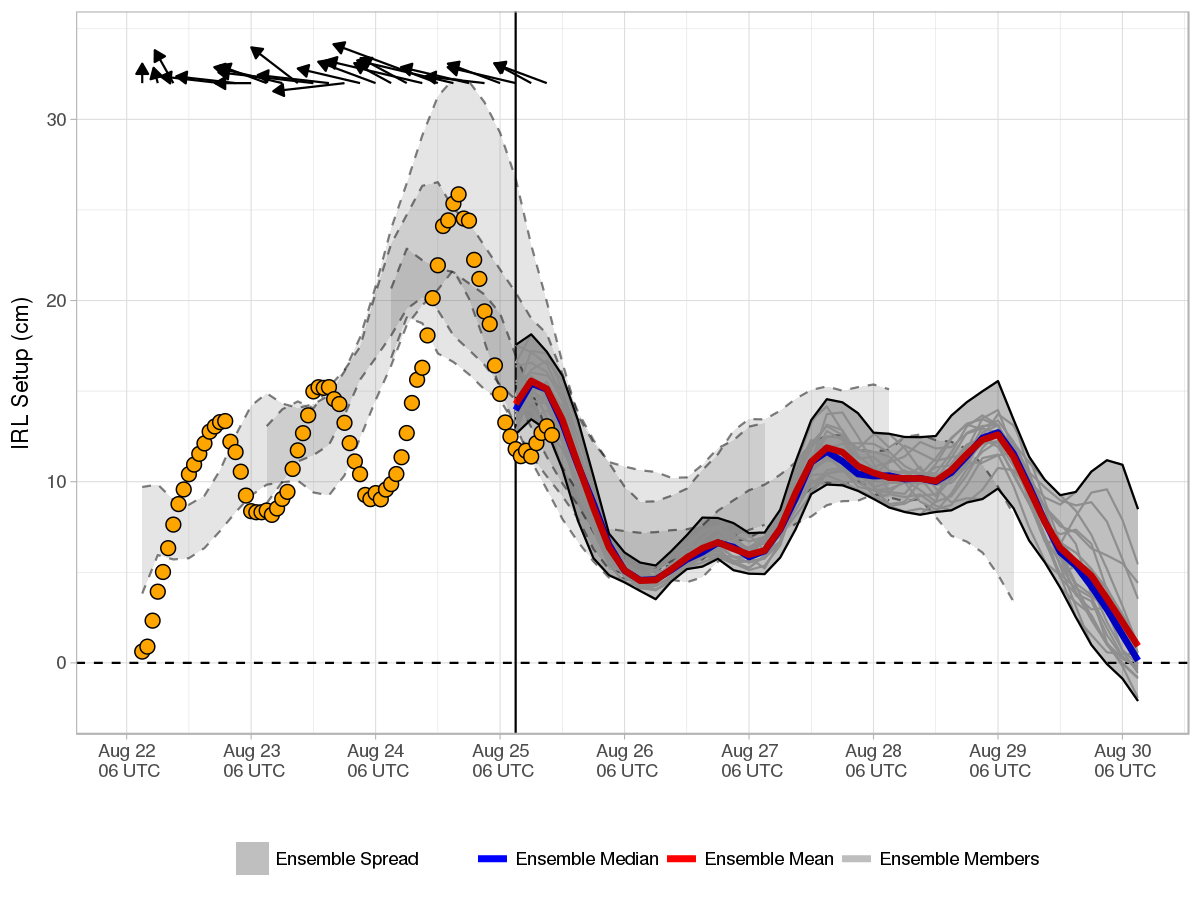 IRL Setup (cm)
30
20
10
0
Aug 22
06 UTC
Aug 23
06 UTC
Aug 24
06 UTC
Aug 25
06 UTC
Aug 26
06 UTC
Aug 27
06 UTC
Aug 28
06 UTC
Aug 29
06 UTC
Aug 30
06 UTC
Ensemble Spread
Ensemble Median
Ensemble Mean
Ensemble Members